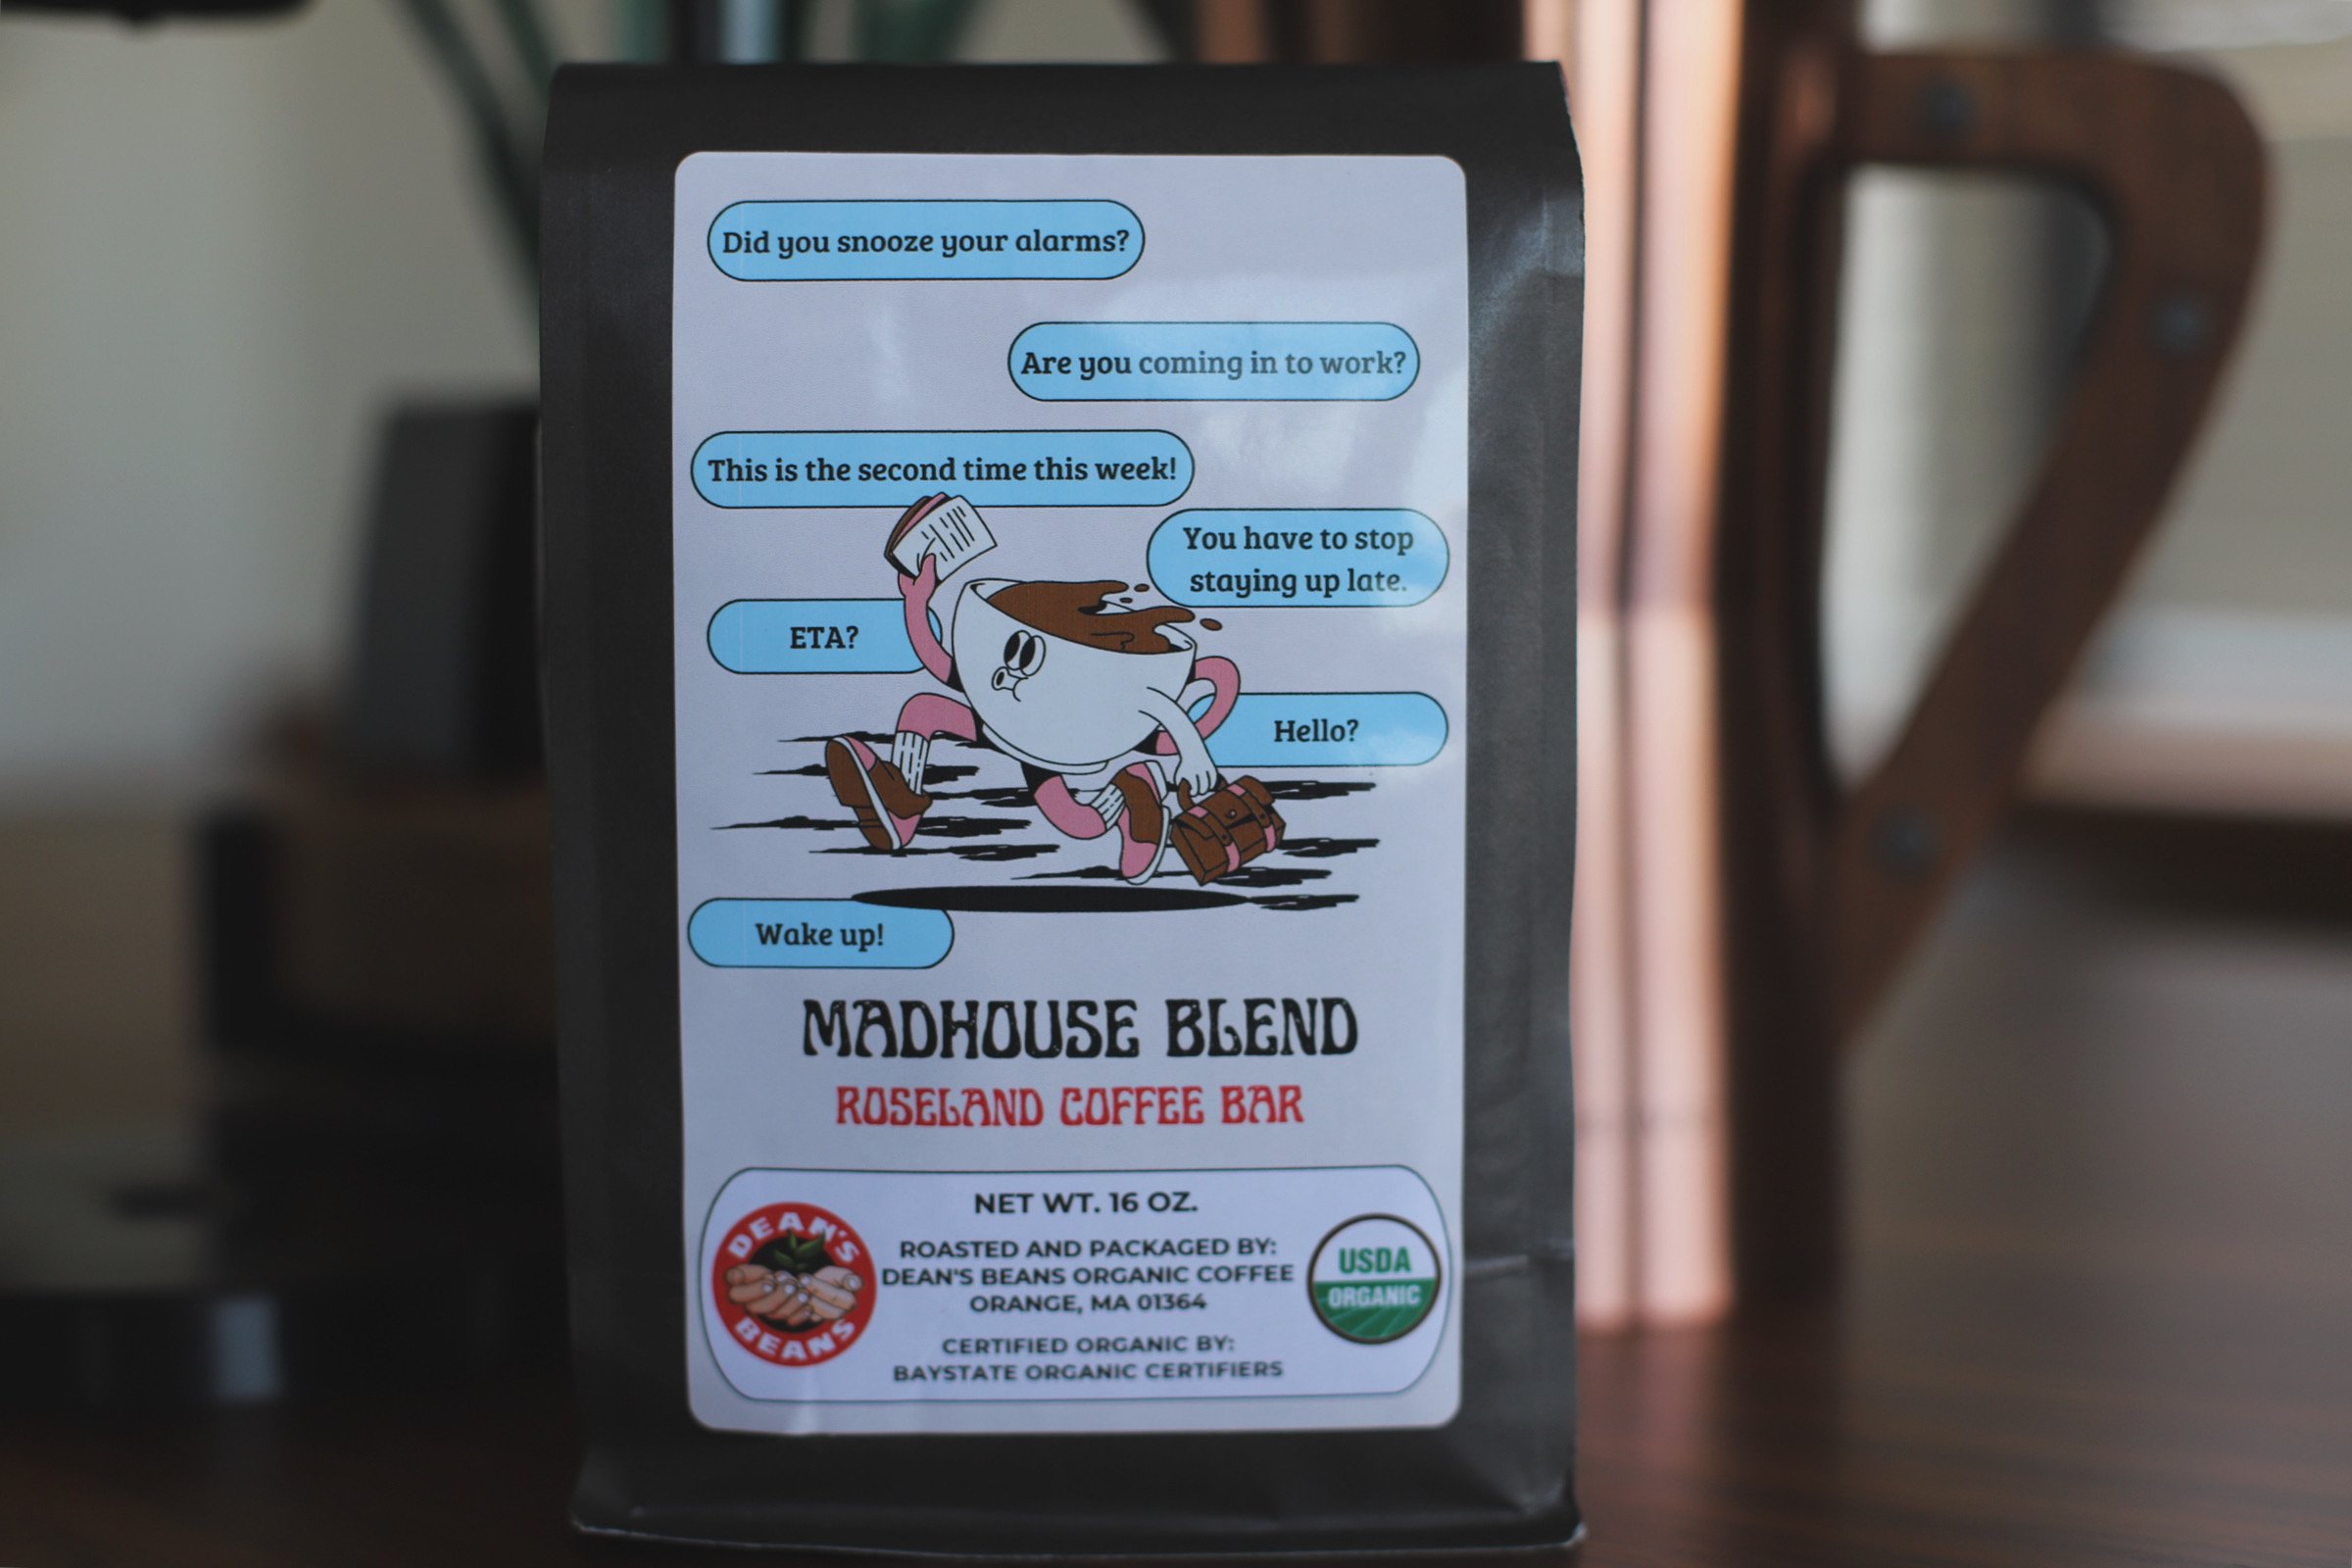 Did you snooze your alarms?
Are you coming in to work?
This is the second time this week!
You have to stop
staying up late.
ETA?
Hello?
Wake up!
MADHOUSE BLEND
ROSELAND COFFEE BAR
NET WT. 16 OZ.
ROASTED AND PACKAGED BY:
DEAN'S BEANS ORGANIC COFFEE
ORANGE, MA 01364
CERTIFIED ORGANIC BY:
BAYSTATE ORGANIC CERTIFIERS
DEAN'S
BEANS
USDA
ORGANIC